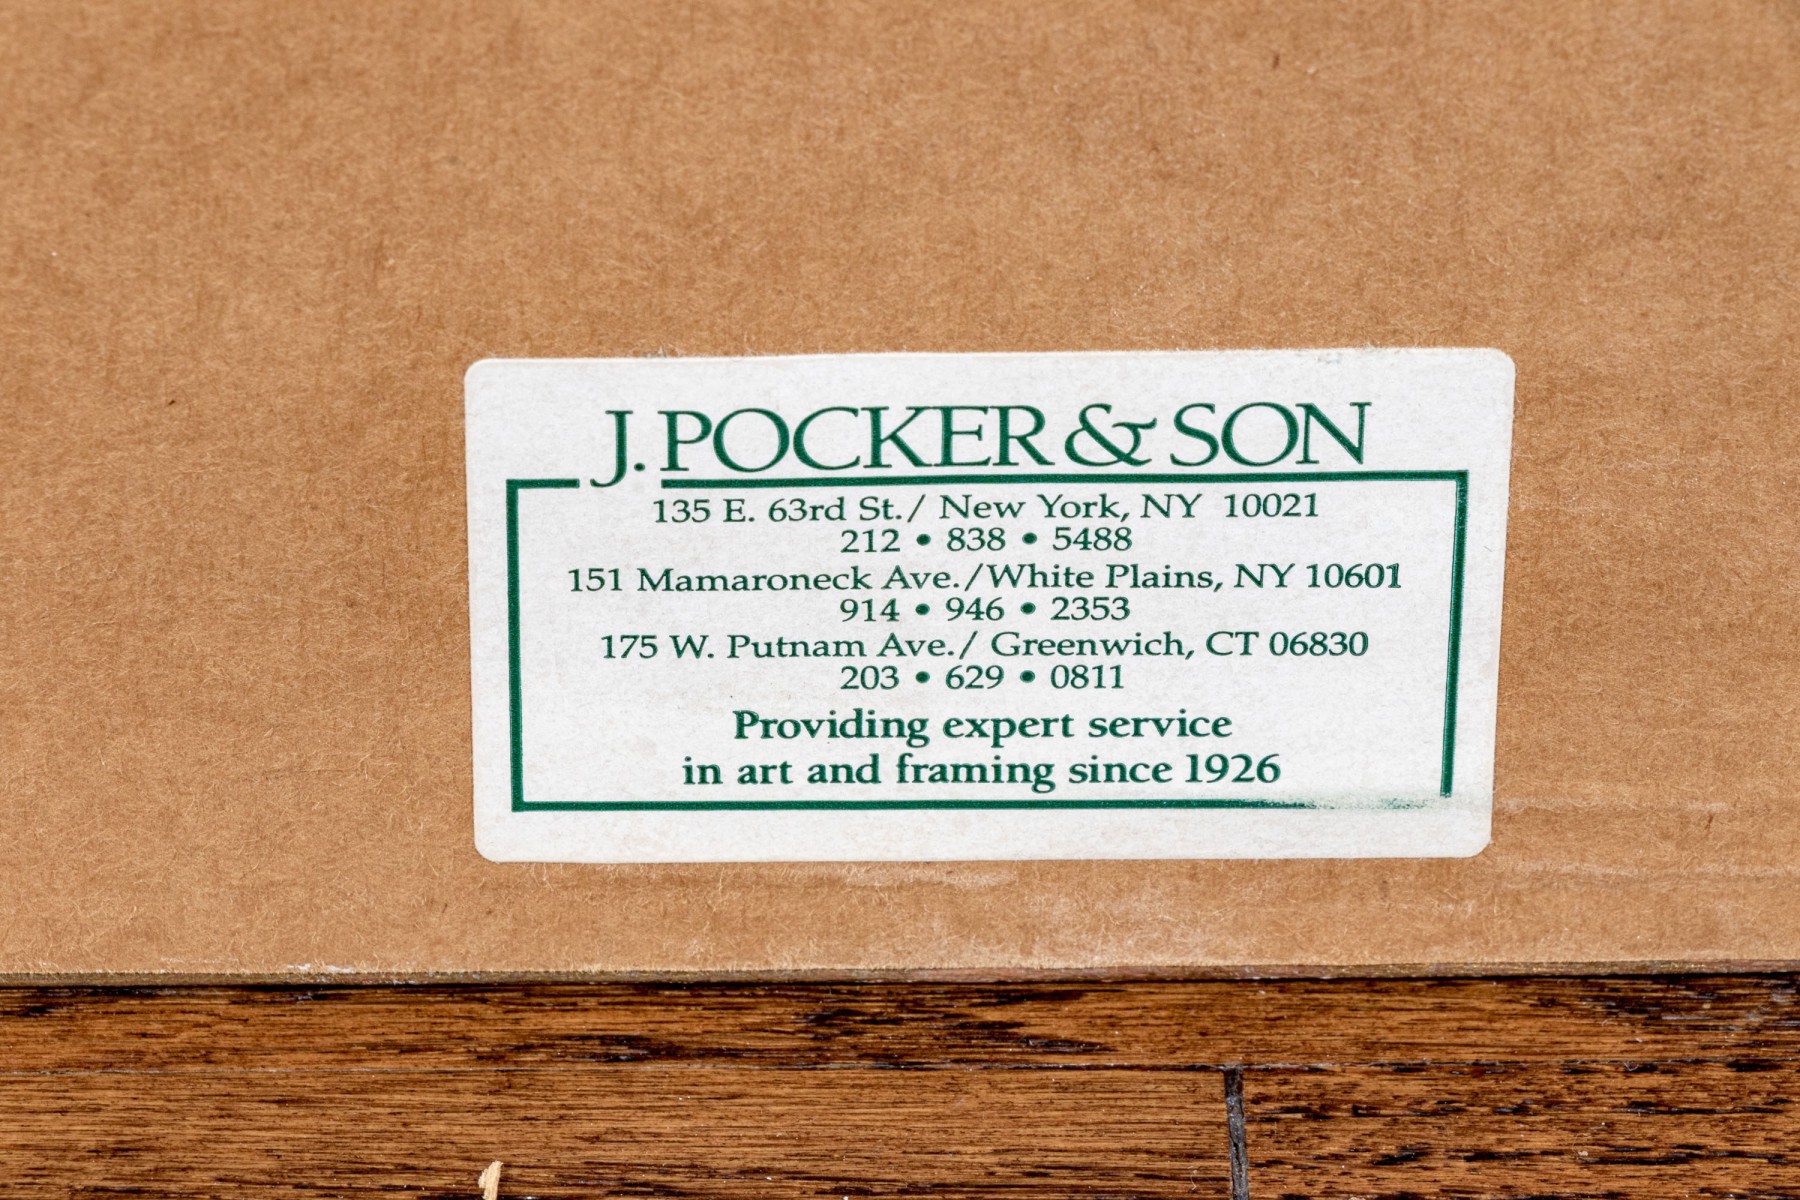 J. POCKER & SON
135 E. 63rd St./ New York, NY 10021
212 • 838 • 5488
151 Mamaroneck Ave./White Plains, NY 10601
914 • 946 • 2353
175 W. Putnam Ave./ Greenwich, CT 06830
203 • 629 • 0811
Providing expert service
in art and framing since 1926